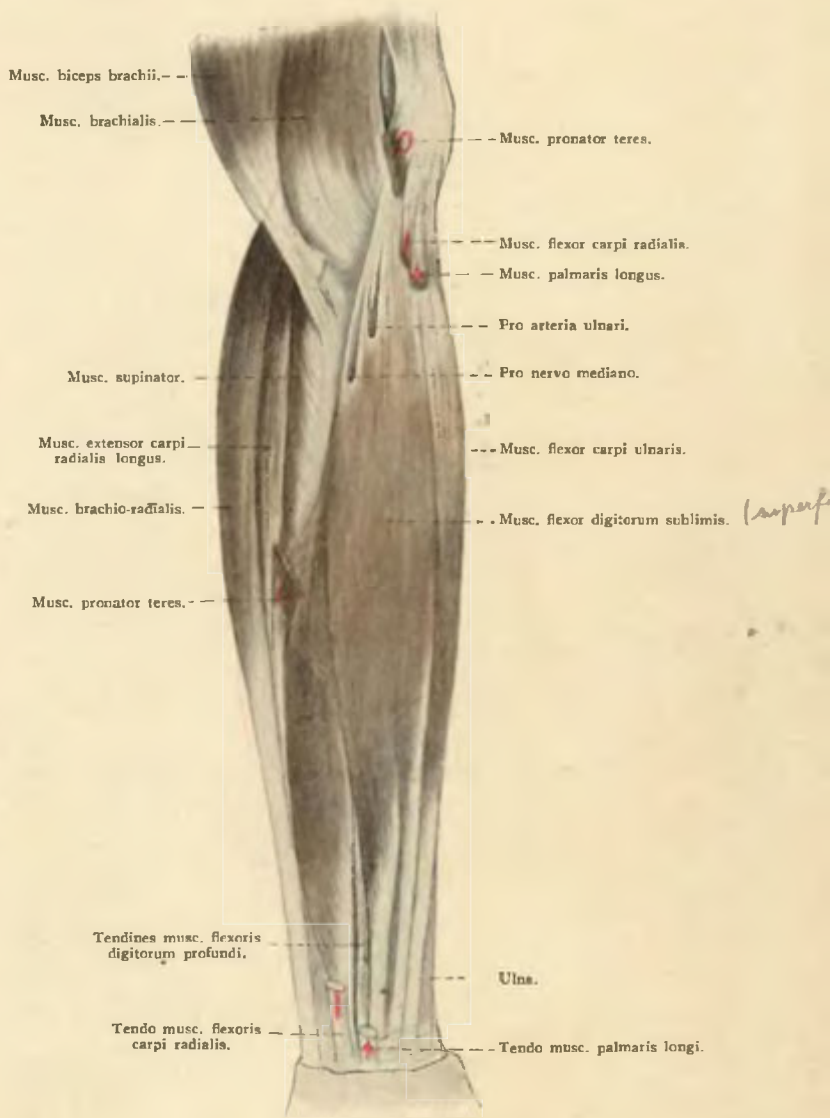 Musc. biceps brachii.
Musc. brachialis.
Musc. supinator.
Musc. extensor carpi
radialis longus.
Musc. brachio-radialis.
Musc. pronator teres.
Tendines musc. flexoris
digitorum profundi.
Tendo musc. flexoris
carpi radialis.
Musc. pronator teres.
Musc. flexor carpi radialis.
Musc. palmaris longus.
Pro arteria ulnari.
Pro nervo mediano.
Musc. flexor carpi ulnaris.
Musc. flexor digitorum sublimis.
Ulna.
Tendo musc. palmaris longi.